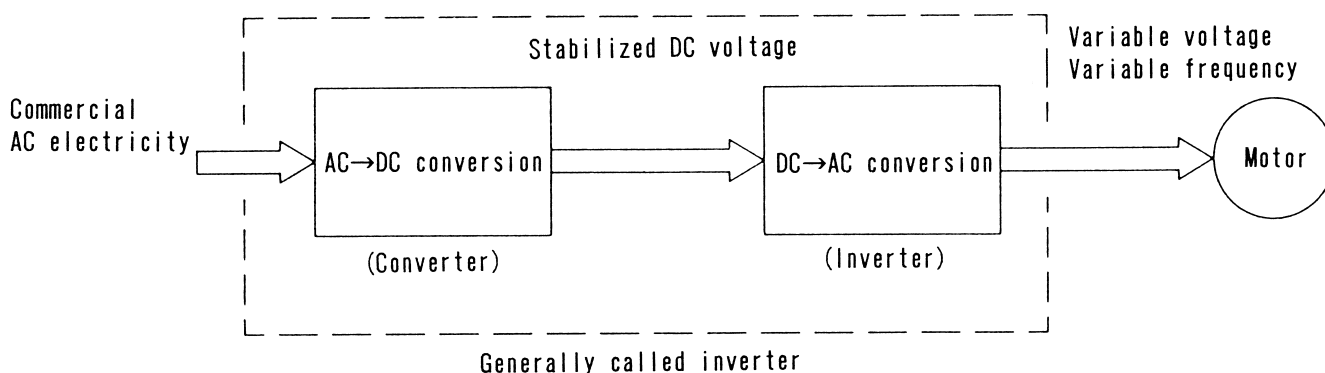 Stabilized DC voltage
Variable voltage
Variable frequency
Commercial
AC electricity
AC→DC conversion
DC→AC conversion
Motor
(Converter)
(Inverter)
Generally called inverter